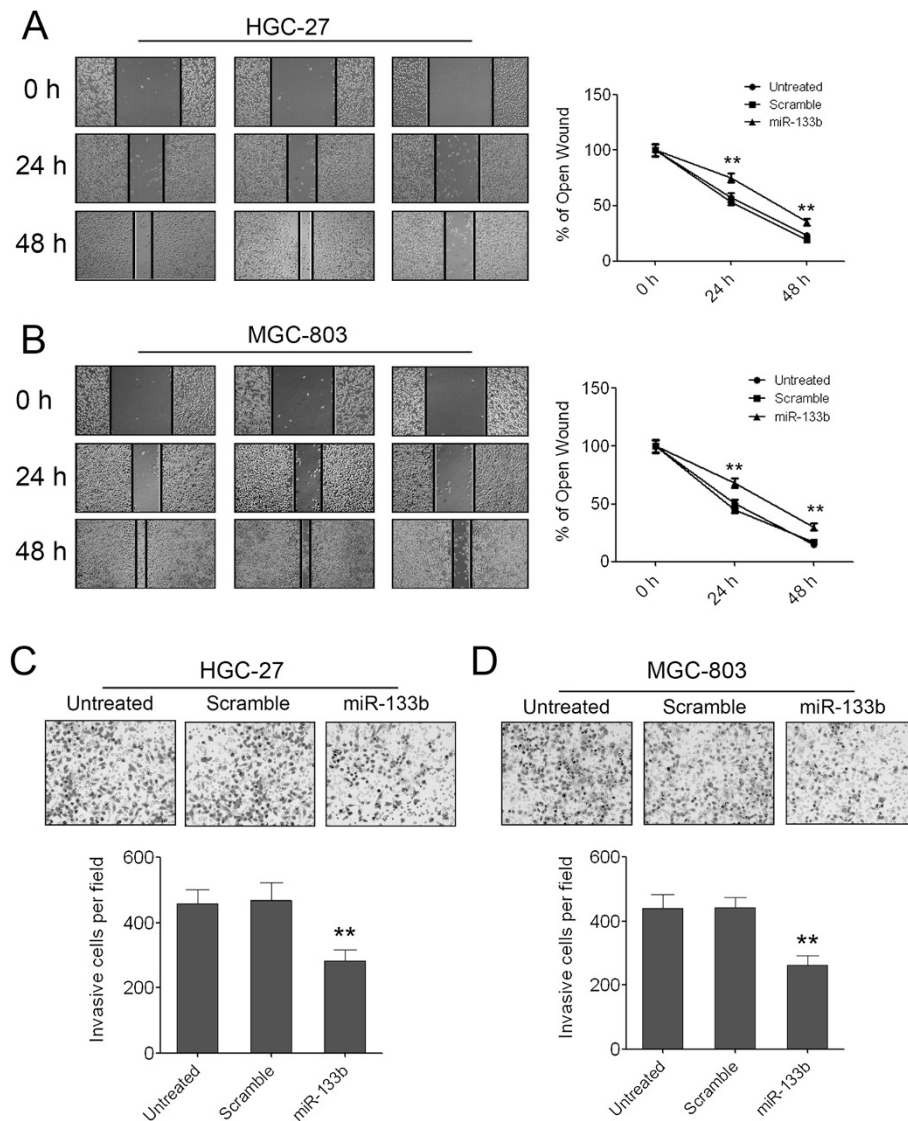 A
HGC-27
0 h
24 h
48 h
% of Open Wound
150
100
50
0
Untreated
Scramble
miR-133b
**
**
0 h
24 h
48 h
B
MGC-803
0 h
24 h
48 h
% of Open Wound
150
100
50
0
Untreated
Scramble
miR-133b
**
**
0 h
24 h
48 h
C
HGC-27
Untreated Scramble miR-133b
Invasive cells per field
600
400
200
0
**
Untreated
Scramble
miR-133b
D
MGC-803
Untreated Scramble miR-133b
Invasive cells per field
600
400
200
0
**
Untreated
Scramble
miR-133b